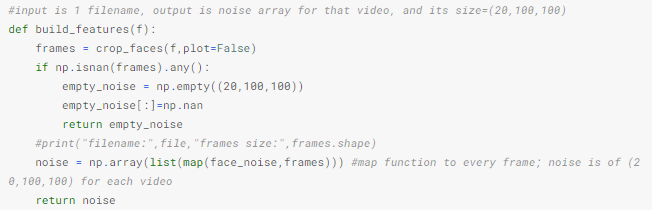 #input is 1 filename, output is noise array for that video, and its size=(20,100,100)
def build_features(f):
    frames = crop_faces(f,plot=False)
    if np.isnan(frames).any():
        empty_noise = np.empty((20,100,100))
        empty_noise[:]=np.nan
        return empty_noise
    #print("filename:",file,"frames size:",frames.shape)
    noise = np.array(list(map(face_noise,frames))) #map function to every frame; noise is of (2
0,100,100) for each video
    return noise